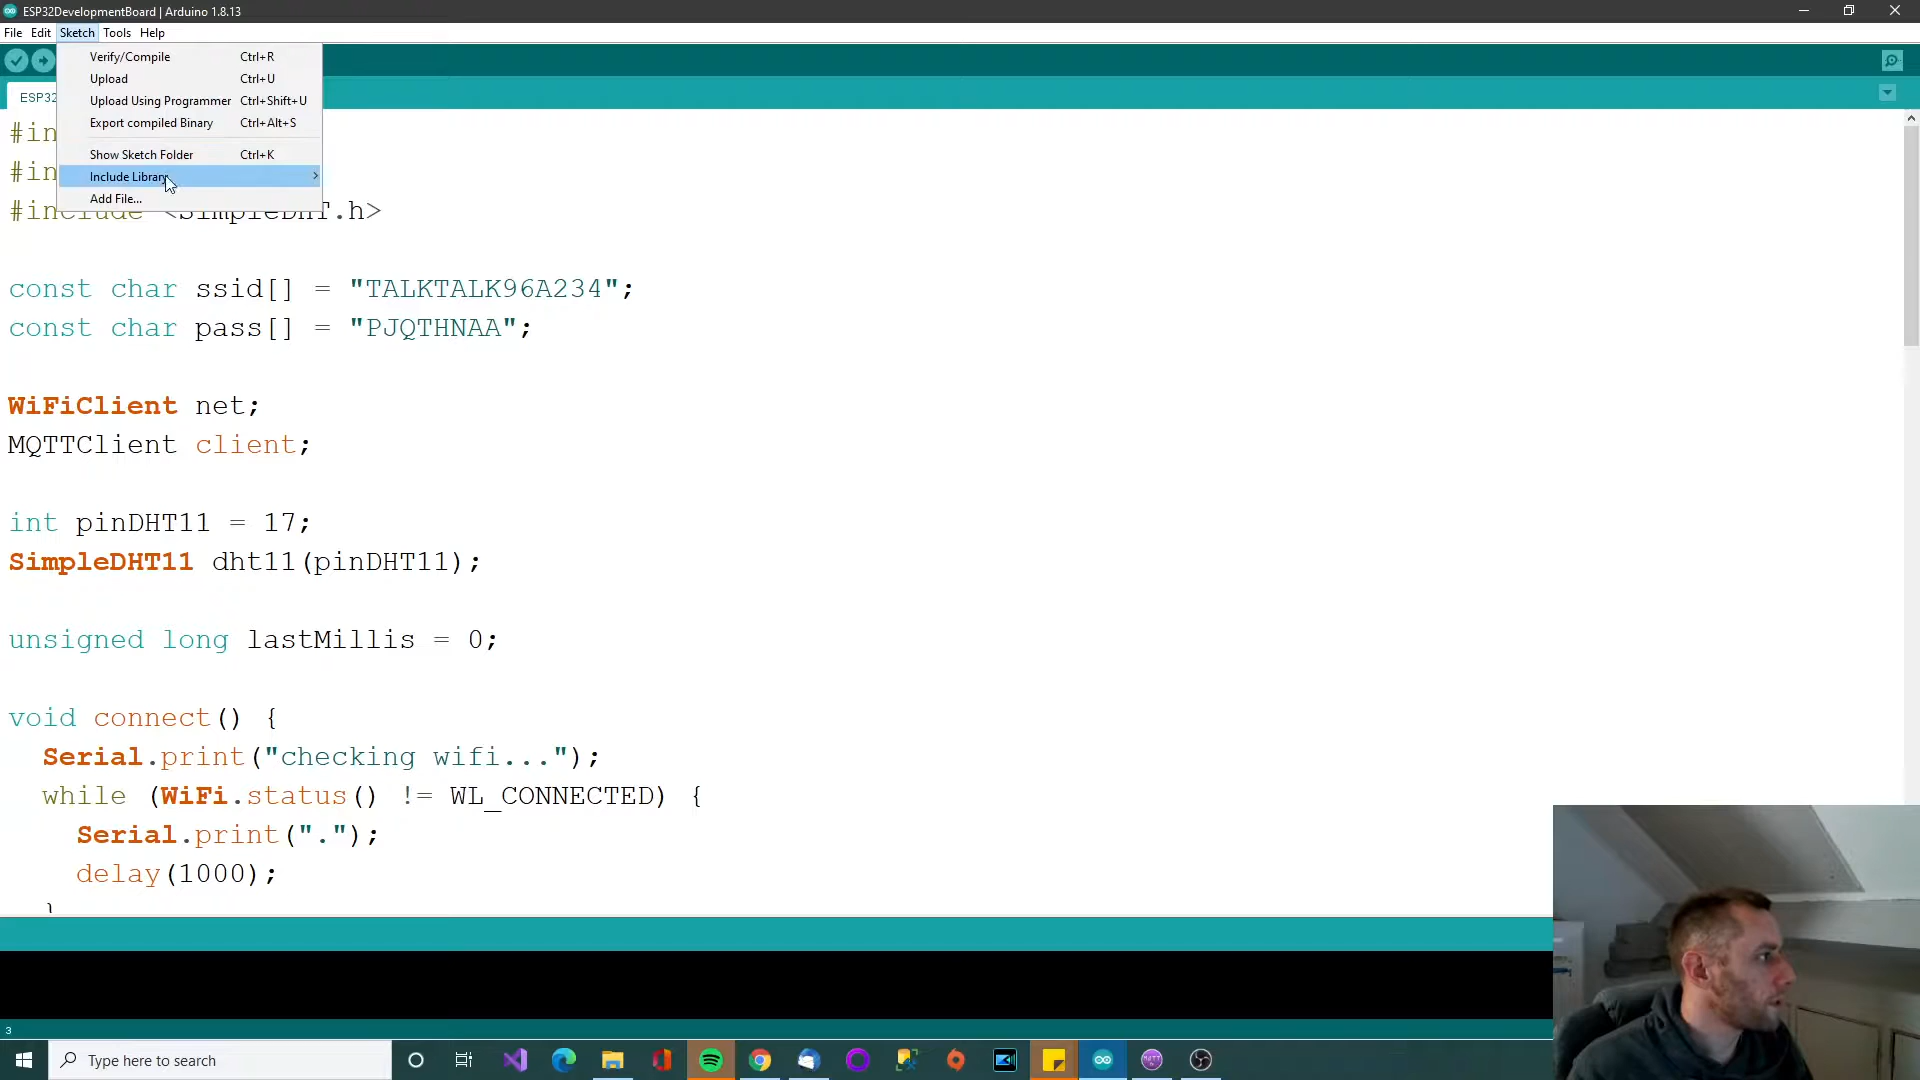 ESP32DevelopmentBoard | Arduino 1.8.13
File Edit Sketch Tools Help
Verify/Compile Ctrl+R
Upload Ctrl+U
Upload Using Programmer Ctrl+Shift+U
ESP32
Export compiled Binary Ctrl+Alt+S
#in
Show Sketch Folder Ctrl+K
#in
Include Library
Add File...
#include <SimpleDHT.h>
const char ssid[] = "TALKTALK96A234";
const char pass[] = "PJQTHNAA";
WiFiClient net;
MQTTClient client;
int pinDHT11 = 17;
SimpleDHT11 dht11(pinDHT11);
unsigned long lastMillis = 0;
void connect() {
Serial.print("checking wifi...");
while (WiFi.status() != WL_CONNECTED) {
Serial.print(".");
delay(1000);
}
3
Type here to search